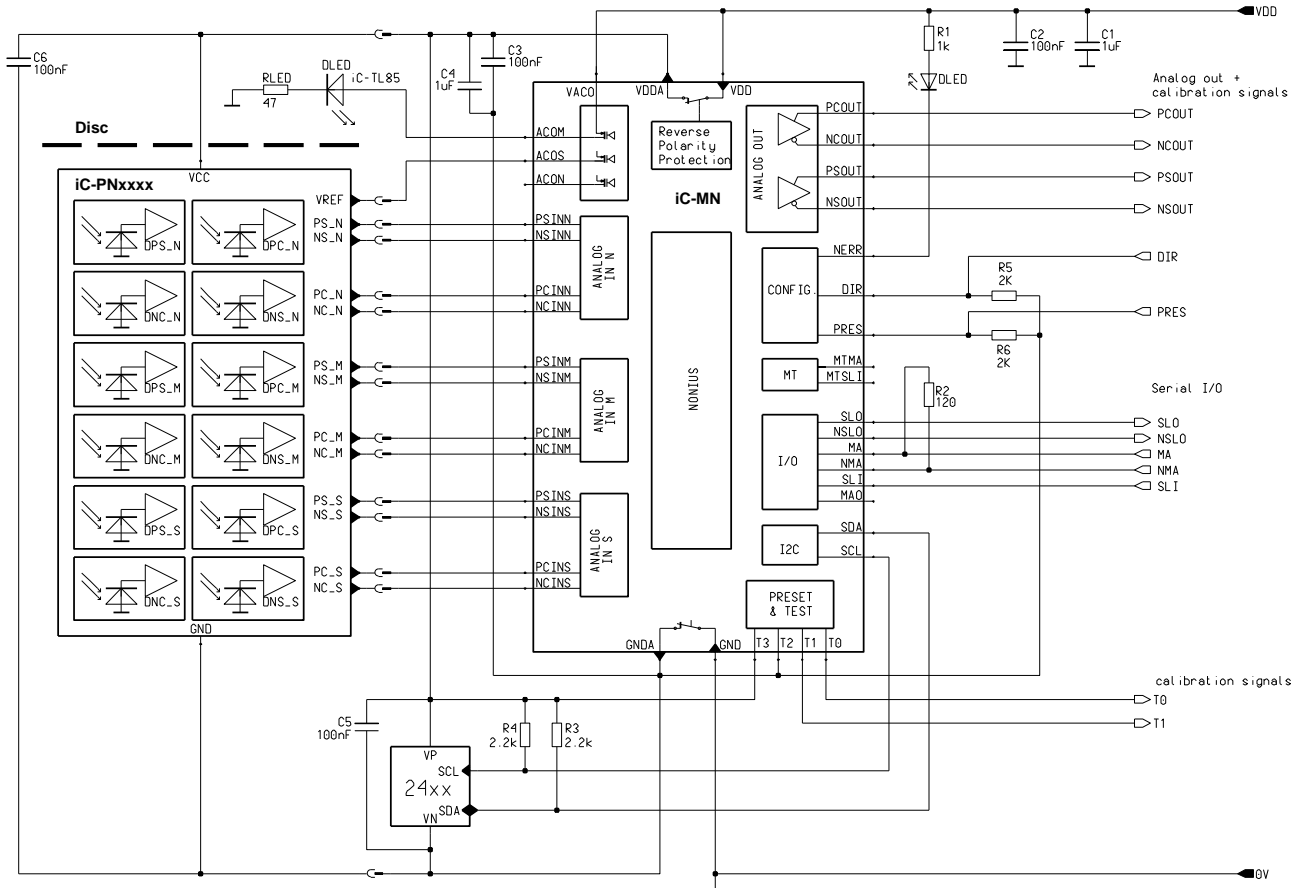 VDD
C6
100nF
C3
100nF
C4
1uF
R1
1k
C2
100nF
C1
1uF
DLED
iC-TL85
RLED
47
DLED
VACO
VDDA
VDD
Analog out +
calibration signals
Disc
ACOM
ACOS
ACON
Reverse
Polarity
Protection
ANALOG OUT
PCOUT
NCOUT
PSOUT
NSOUT
PCOUT
NCOUT
PSOUT
NSOUT
VCC
iC-PNxxxx
iC-MN
VREF
PS_N
NS_N
PC_N
NC_N
PS_M
NS_M
PC_M
NC_M
PS_S
NS_S
PC_S
NC_S
DPS_N
DPC_N
DNC_N
DNS_N
DPS_M
DPC_M
DNC_M
DNS_M
DPS_S
DPC_S
DNC_S
DNS_S
GND
PSINN
NSINN
PCINN
NCINN
ANALOG
IN N
PSINM
NSINM
PCINM
NCINM
ANALOG
IN M
PSINS
NSINS
PCINS
NCINS
ANALOG
IN S
NONIUS
CONFIG.
NERR
DIR
PRES
R5
2K
R6
2K
DIR
PRES
MT
MTMA
MTSLI
R2
120
Serial I/O
I/O
SLO
NSLO
MA
NMA
SLI
MAO
SLO
NSLO
MA
NMA
SLI
I2C
SDA
SCL
PRESET
& TEST
GNDA
GND
T3
T2
T1
T0
calibration signals
T0
T1
C5
100nF
R4
2.2k
R3
2.2k
VP
SCL
24xx
SDA
VN
0V